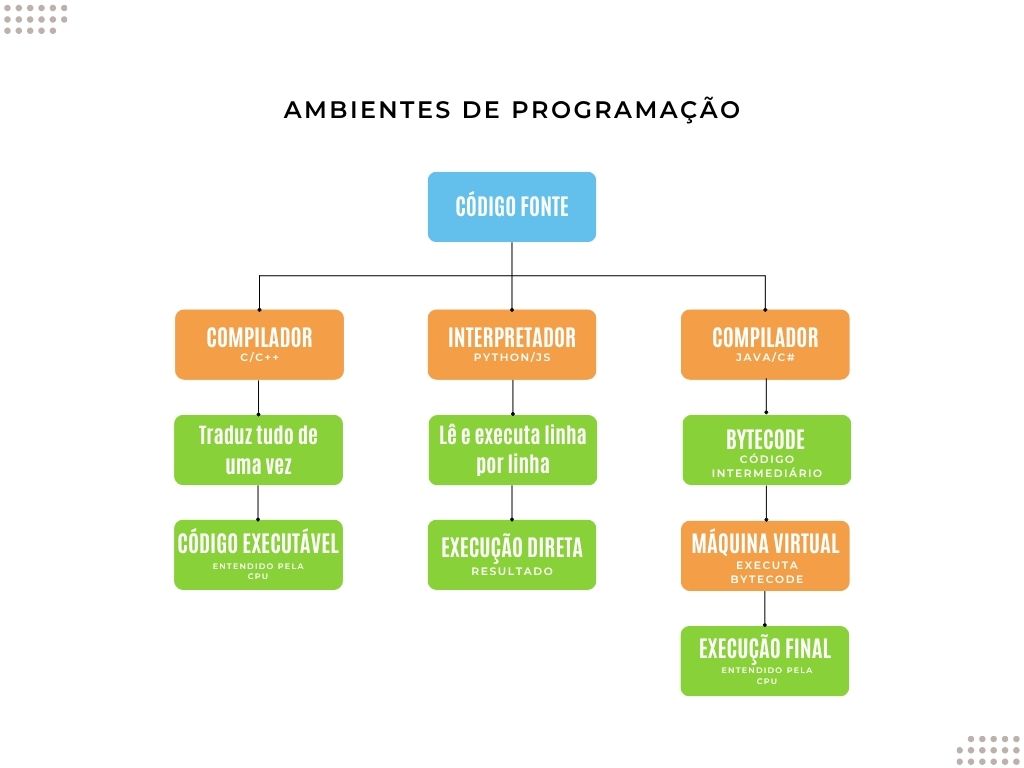 AMBIENTES DE PROGRAMAÇÃO
CÓDIGO FONTE
COMPILADOR
C/C++
Traduz tudo de
uma vez
CÓDIGO EXECUTÁVEL
ENTENDIDO PELA
CPU
INTERPRETADOR
PYTHON/JS
Lê e executa linha
por linha
EXECUÇÃO DIRETA
RESULTADO
COMPILADOR
JAVA/C#
BYTECODE
CÓDIGO
INTERMEDIÁRIO
MÁQUINA VIRTUAL
EXECUTA
BYTECODE
EXECUÇÃO FINAL
ENTENDIDO PELA
CPU